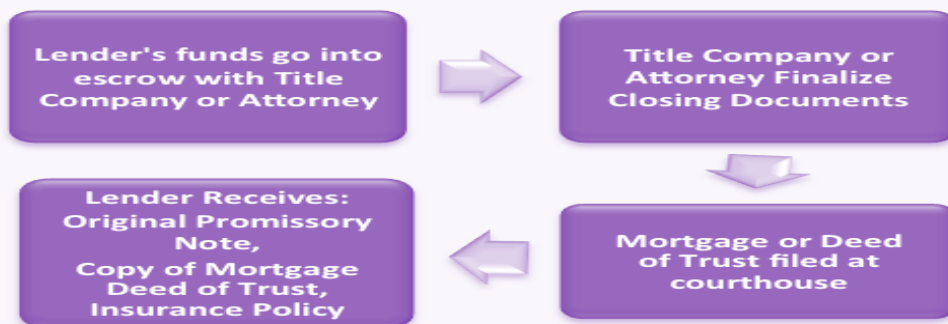 Lender's funds go into
escrow with Title
Company or Attorney
Title Company or
Attorney Finalize
Closing Documents
Mortgage or Deed
of Trust filed at
courthouse
Lender Receives:
Original Promissory
Note,
Copy of Mortgage
Deed of Trust,
Insurance Policy